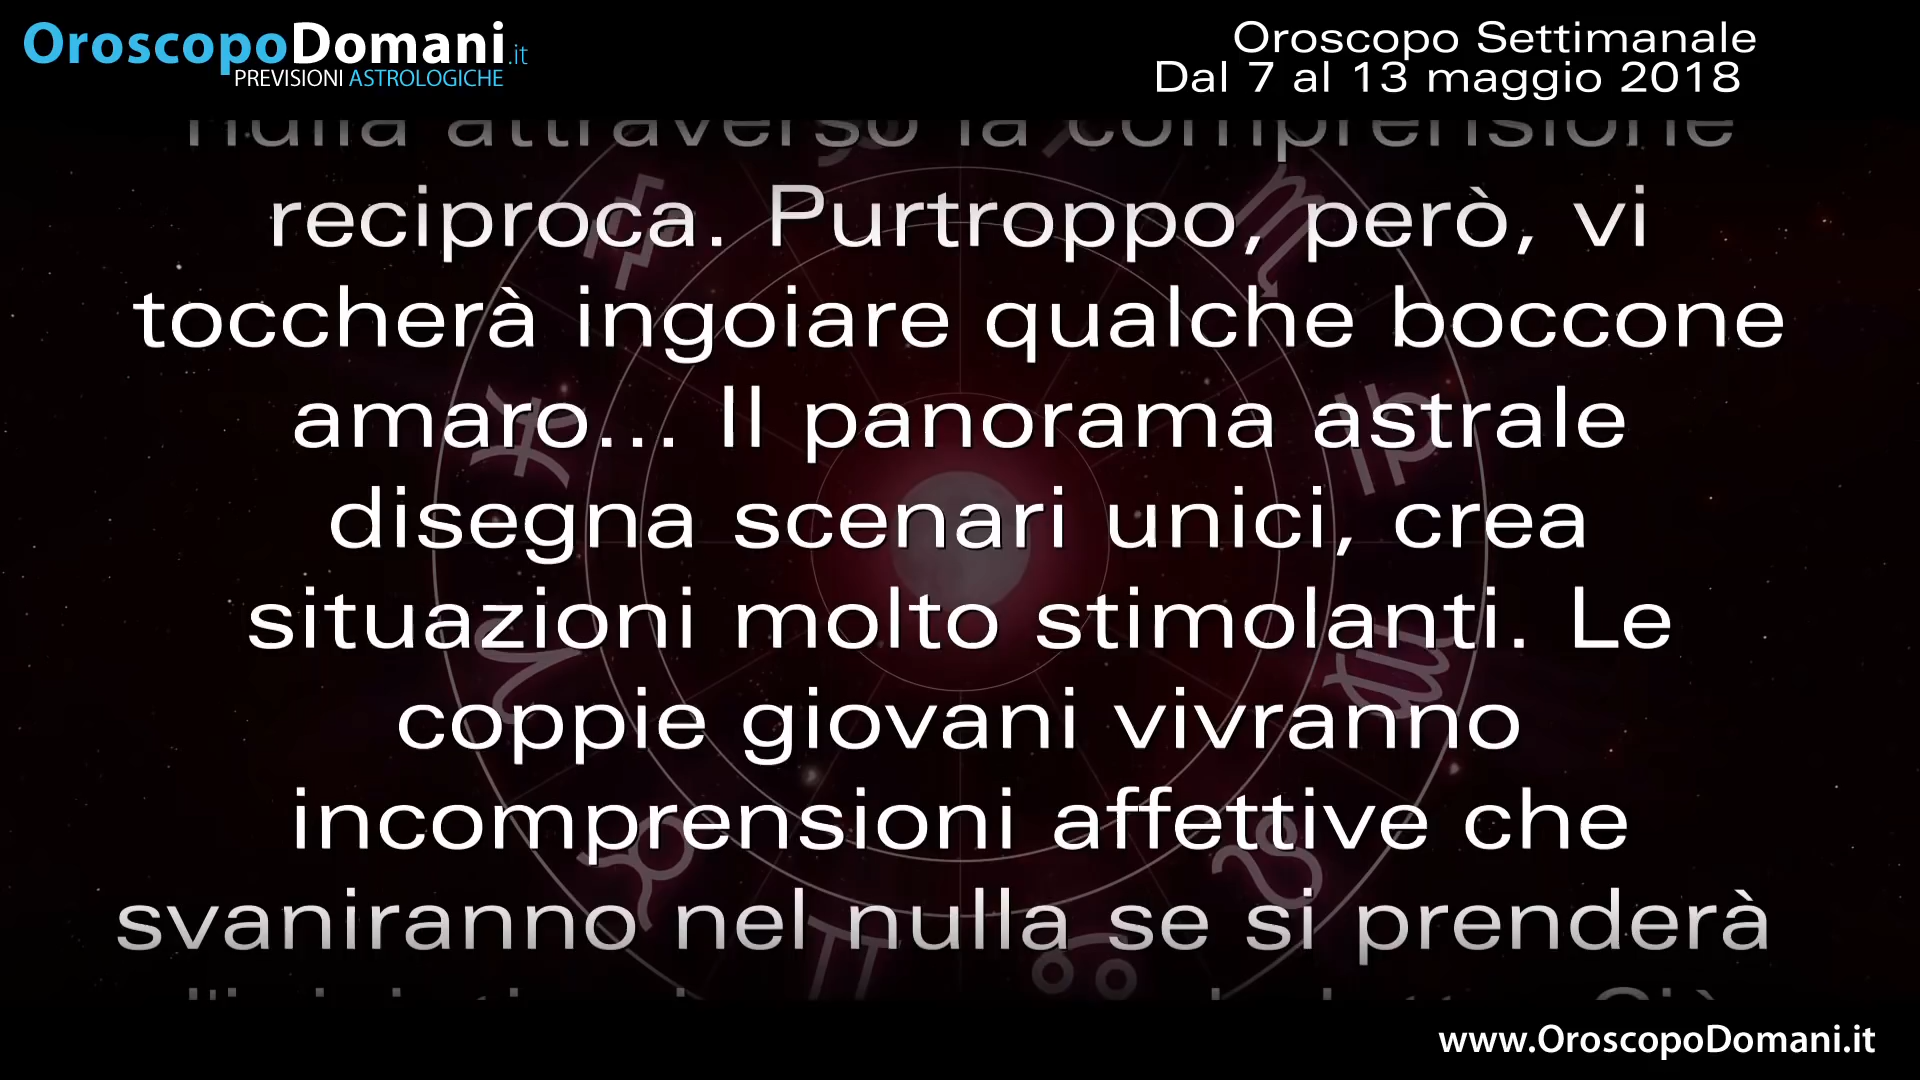 OroscopoDomani.it
PREVISIONI ASTROLOGICHE
Oroscopo Settimanale
Dal 7 al 13 maggio 2018
nulla attraverso la comprensione
reciproca. Purtroppo, però, vi
toccherà ingoiare qualche boccone
amaro... Il panorama astrale
disegna scenari unici, crea
situazioni molto stimolanti. Le
coppie giovani vivranno
incomprensioni affettive che
svaniranno nel nulla se si prenderà
www.OroscopoDomani.it